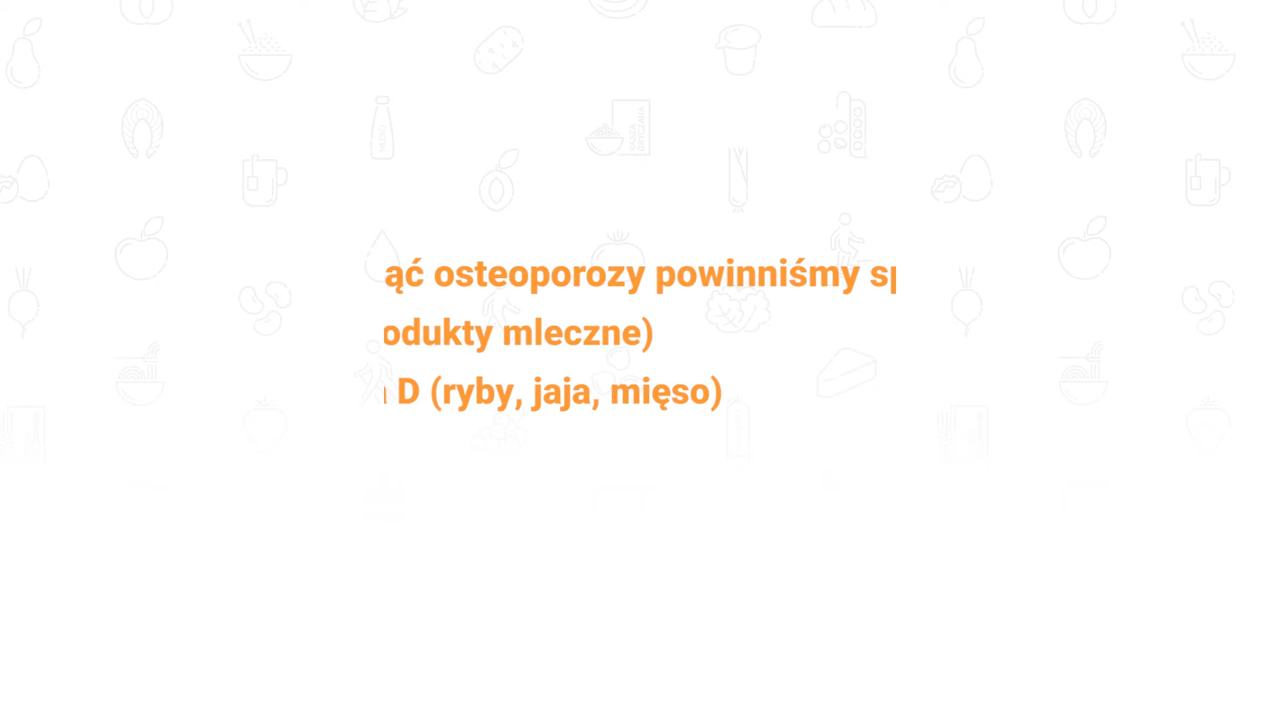 ąć osteoporozy powinniśmy
odukty mleczne)
D (ryby, jaja, mięso)